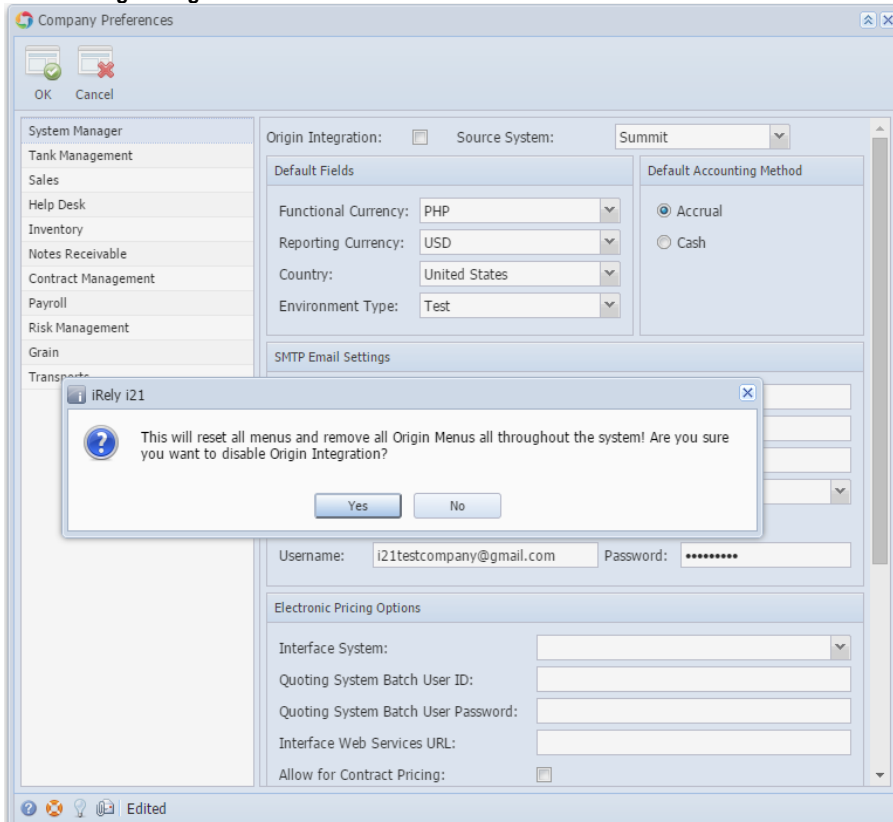 Company Preferences
OK Cancel
System Manager
Tank Management
Sales
Help Desk
Inventory
Notes Receivable
Contract Management
Payroll
Risk Management
Grain
Transports
Origin Integration: Source System: Summit
Default Fields
Functional Currency: PHP
Reporting Currency: USD
Country: United States
Environment Type: Test
Default Accounting Method
Accrual
Cash
SMTP Email Settings
iRely i21
This will reset all menus and remove all Origin Menus all throughout the system! Are you sure
you want to disable Origin Integration?
Yes No
Username: i21testcompany@gmail.com Password: •••••••••
Electronic Pricing Options
Interface System:
Quoting System Batch User ID:
Quoting System Batch User Password:
Interface Web Services URL:
Allow for Contract Pricing:
Edited